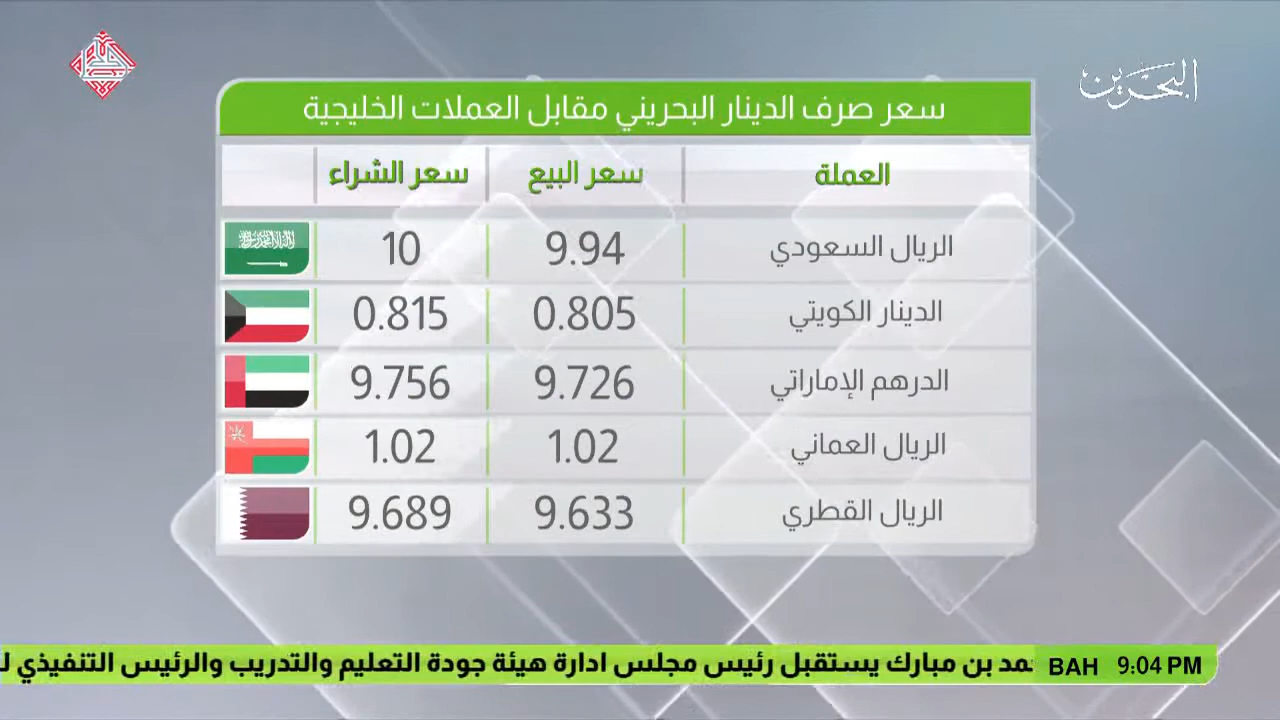 البحرين
سعر صرف الدينار البحريني مقابل العملات الخليجية
العملة سعر البيع سعر الشراء
الريال السعودي 9.94 10
الدينار الكويتي 0.805 0.815
الدرهم الإماراتي 9.726 9.756
الريال العماني 1.02 1.02
الريال القطري 9.633 9.689
BAH 9:04 PM
مد بن مبارك يستقبل رئيس مجلس ادارة هيئة جودة التعليم والتدريب والرئيس التنفيذي ل